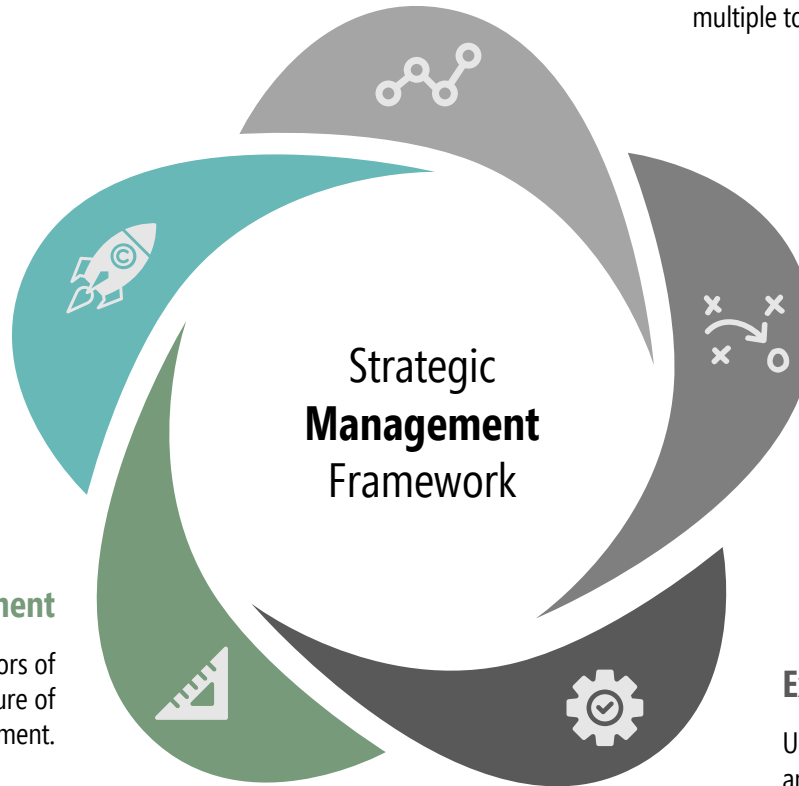 multiple to
Strategic
Management
Framework
ment
ors of
ure of
ment.
E
U